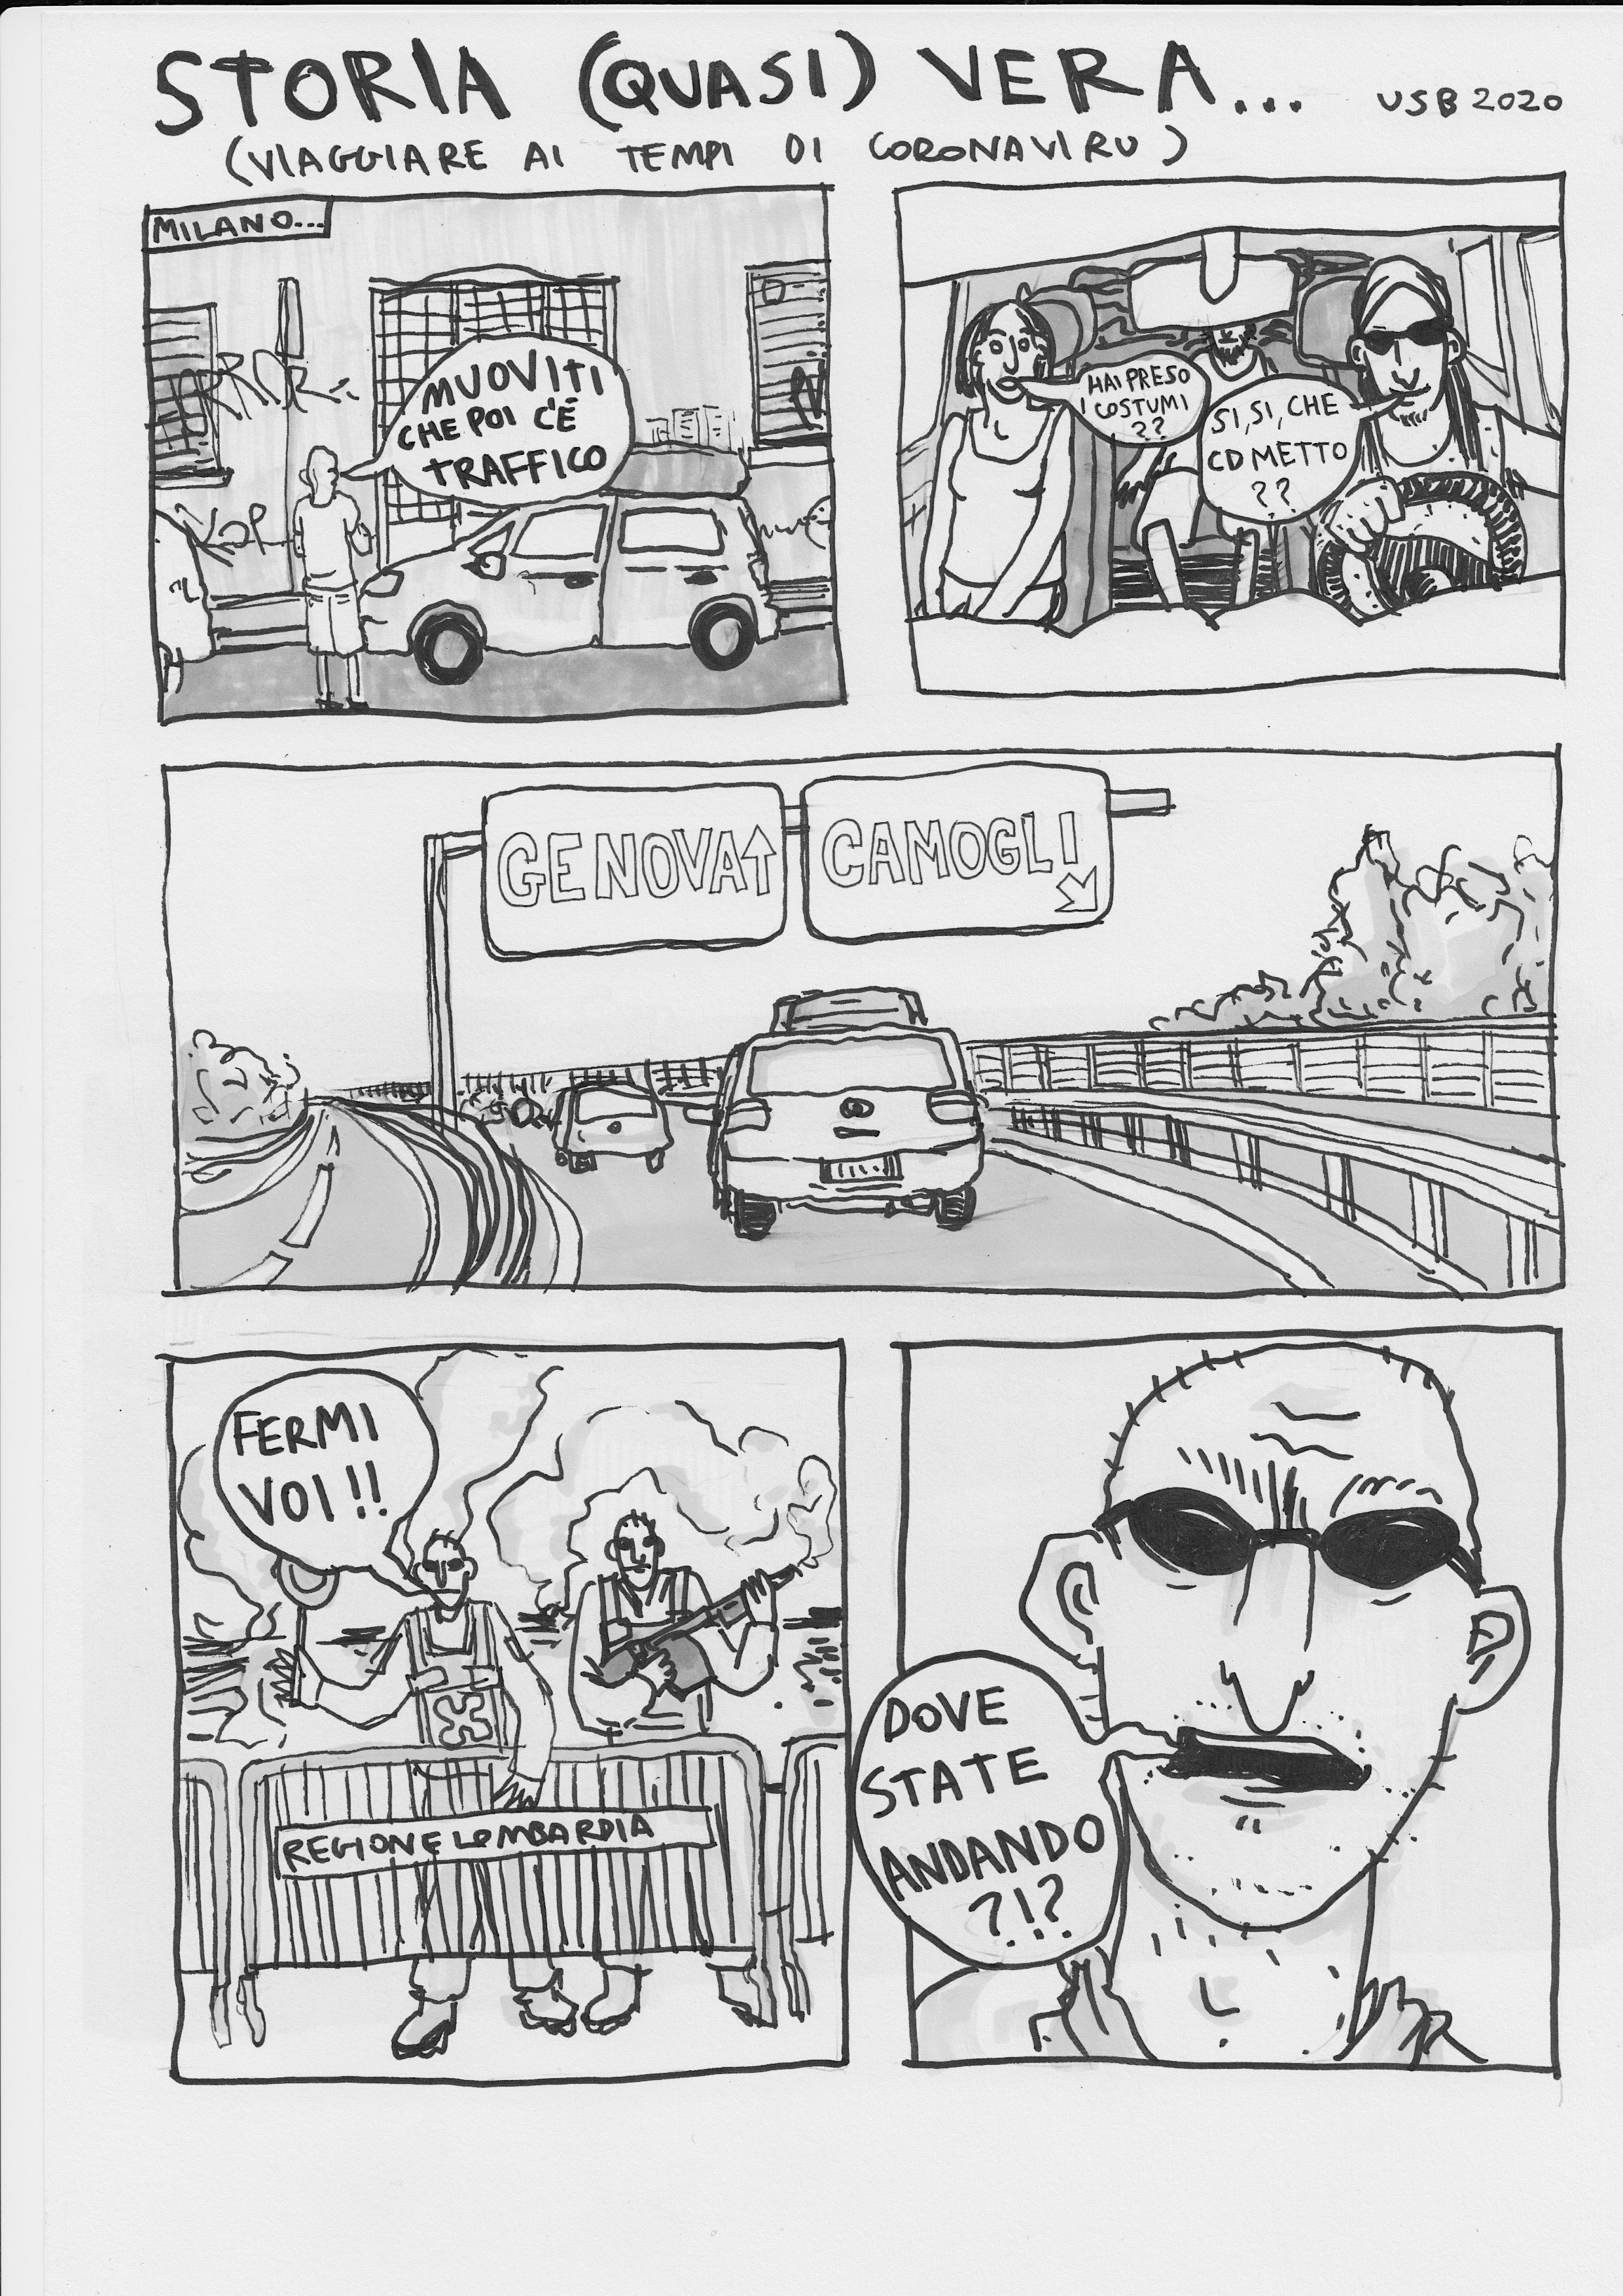 STORIA (QUASI) VERA...
USB 2020
(VIAGGIARE AI TEMPI DI CORONAVIRU)
MILANO...
MUOVITI
CHE POI C'È
TRAFFICO
HAI PRESO
I COSTUMI
??
SI, SI, CHE
CD METTO
??
GENOVA↑
CAMOGLI
↘
FERMI
VOI!!
REGIONE LOMBARDIA
DOVE
STATE
ANDANDO
?!?